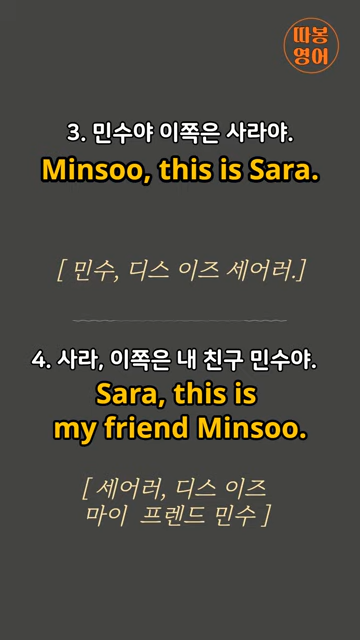 따봉
영어
3. 민수야 이쪽은 사라야.
Minsoo, this is Sara.
[ 민수, 디스 이즈 세어러.]
4. 사라, 이쪽은 내 친구 민수야.
Sara, this is
my friend Minsoo.
[ 세어러, 디스 이즈
마이 프렌드 민수 ]